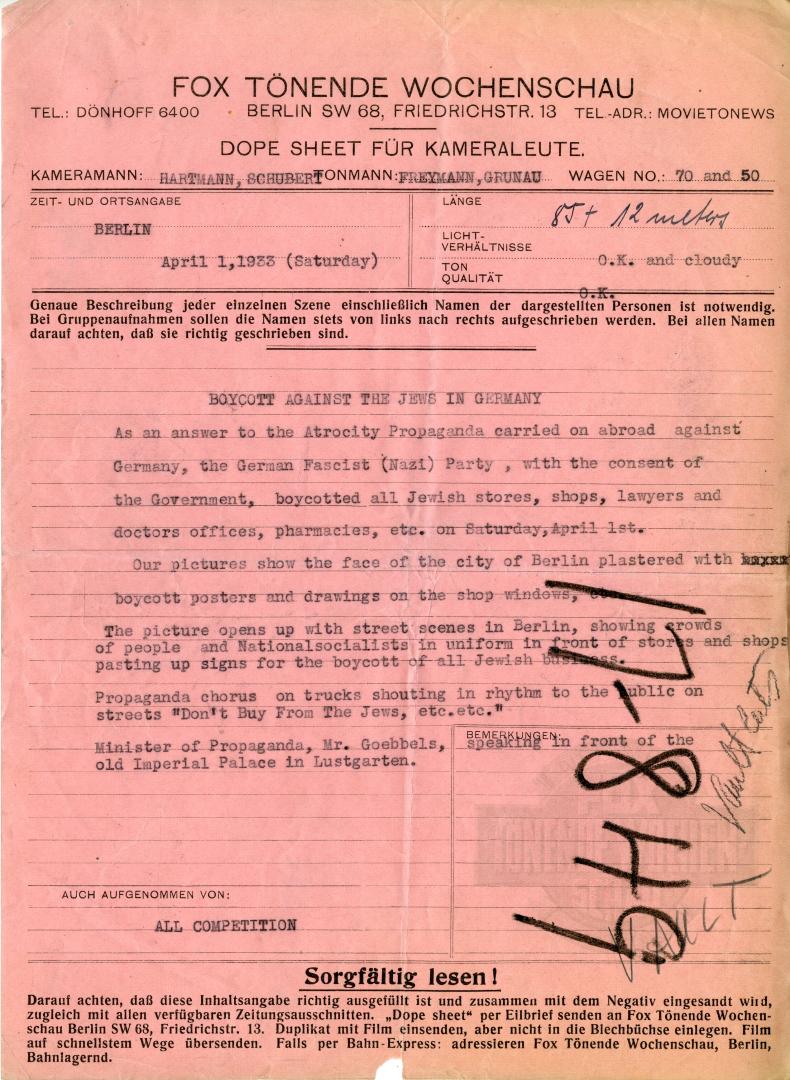 FOX TÖNENDE WOCHENSCHAU
TEL.: DÖNHOFF 6400 · BERLIN SW 68, FRIEDRICHSTR. 13 TEL.-ADR.: MOVIETONEWS
DOPE SHEET FÜR KAMERALEUTE.
KAMERAMANN: HARTMANN, SCHUBERT TONMANN: FREYMANN, GRUNAU WAGEN NO.: 70 and 50
ZEIT- UND ORTSANGABE
BERLIN
April 1,1933 (Saturday)
LÄNGE 85 + 12 meters
LICHT-
VERHÄLTNISSE O.K. and cloudy
TON
QUALITÄT
O.K.
Genaue Beschreibung jeder einzelnen Szene einschließlich Namen der dargestellten Personen ist notwendig.
Bei Gruppenaufnahmen sollen die Namen stets von links nach rechts aufgeschrieben werden. Bei allen Namen
darauf achten, daß sie richtig geschrieben sind.
BOYCOTT AGAINST THE JEWS IN GERMANY
As an answer to the Atrocity Propaganda carried on abroad against
Germany, the German Fascist (Nazi) Party , with the consent of
the Government, boycotted all Jewish stores, shops, lawyers and
doctors offices, pharmacies, etc. on Saturday,April 1st.
Our pictures show the face of the city of Berlin plastered with
boycott posters and drawings on the shop windows,
The picture opens up with street scenes in Berlin, showing crowds
of people and Nationalsocialists in uniform in front of stores and shops
pasting up signs for the boycott of all Jewish business.
Propaganda chorus on trucks shouting in rhythm to the public on
streets "Don't Buy From The Jews, etc.etc."
Minister of Propaganda, Mr. Goebbels, speaking in front of the
old Imperial Palace in Lustgarten.
BEMERKUNGEN:
17-848
VAULT
AUCH AUFGENOMMEN VON:
ALL COMPETITION
Sorgfältig lesen!
Darauf achten, daß diese Inhaltsangabe richtig ausgefüllt ist und zusammen mit dem Negativ eingesandt wird,
zugleich mit allen verfügbaren Zeitungsausschnitten. „Dope sheet“ per Eilbrief senden an Fox Tönende Wochen-
schau Berlin SW 68, Friedrichstr. 13. Duplikat mit Film einsenden, aber nicht in die Blechbüchse einlegen. Film
auf schnellstem Wege übersenden. Falls per Bahn-Express: adressieren Fox Tönende Wochenschau, Berlin,
Bahnlagernd.